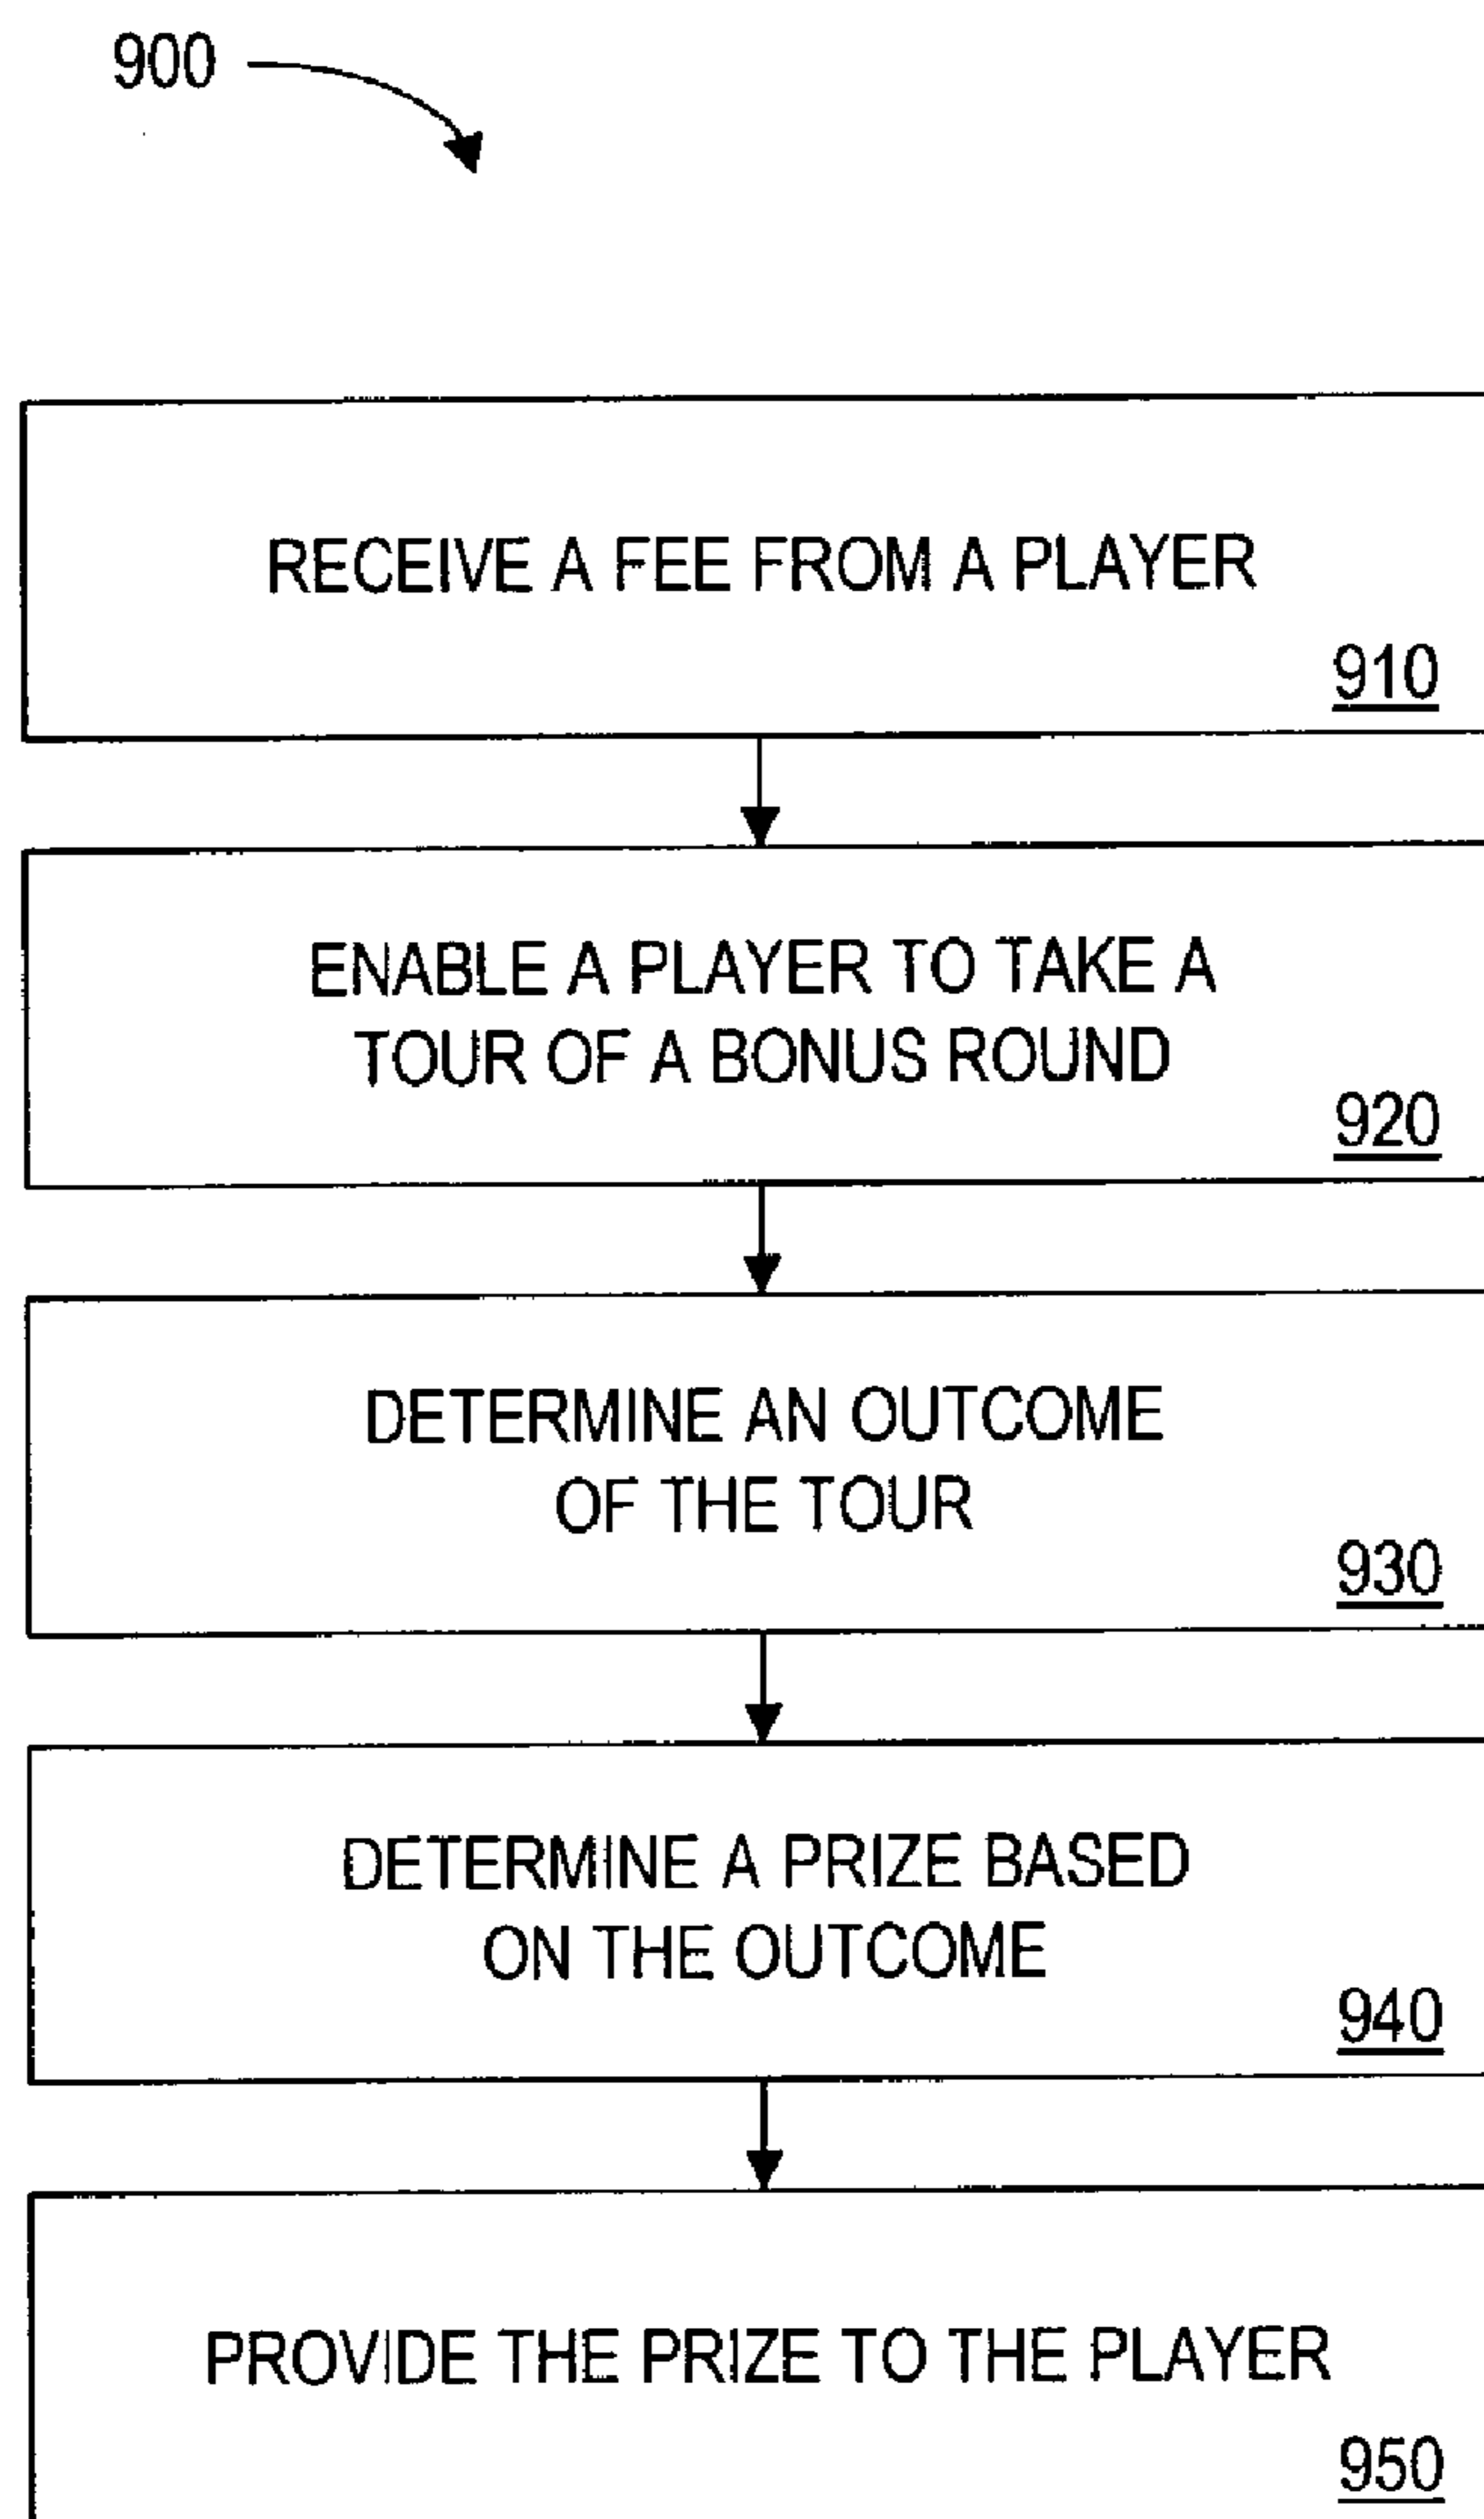 900
RECEIVE A FEE FROM A PLAYER
910
ENABLE A PLAYER TO TAKE A
TOUR OF A BONUS ROUND
920
DETERMINE AN OUTCOME
OF THE TOUR
930
DETERMINE A PRIZE BASED
ON THE OUTCOME
940
PROVIDE THE PRIZE TO THE PLAYER
950